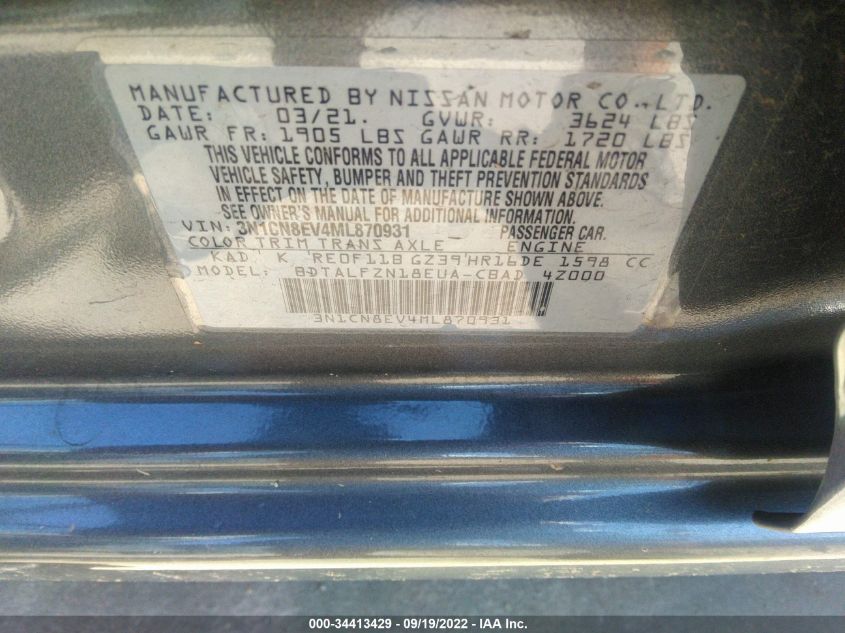 MANUFACTURED BY NISSAN MOTOR CO., LTD.
DATE: 03/21. GVWR: 3624 LBS
GAWR FR: 1905 LBS GAWR RR: 1720 LBS
THIS VEHICLE CONFORMS TO ALL APPLICABLE FEDERAL MOTOR
VEHICLE SAFETY, BUMPER AND THEFT PREVENTION STANDARDS
IN EFFECT ON THE DATE OF MANUFACTURE SHOWN ABOVE.
SEE OWNER'S MANUAL FOR ADDITIONAL INFORMATION.
VIN: 3N1CN8EV4ML870931 PASSENGER CAR.
COLOR TRIM TRANS AXLE ENGINE
KAD K RE0F11B GZ39 HR16DE 1598 CC
BDTALFZN18EUA-CBAD 4Z000
3N1CN8EV4ML870931
000-34413429 - 09/19/2022 - IAA Inc.